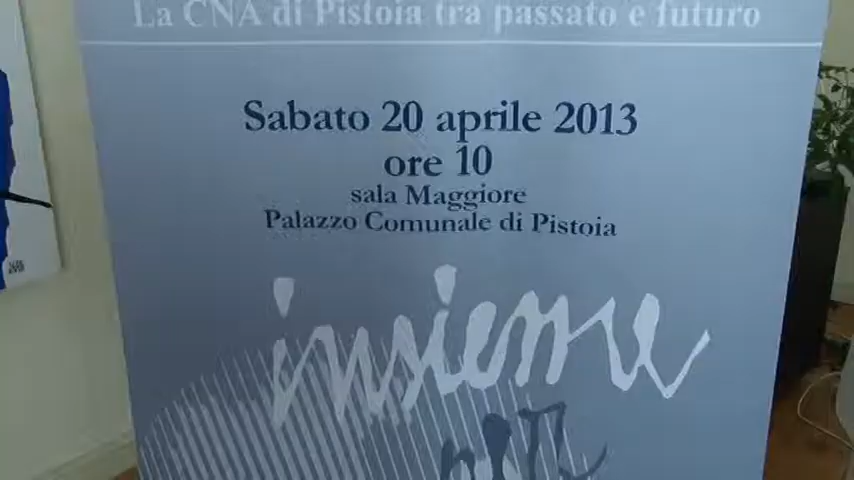 La CNA di Pistoia tra passato e futuro
Sabato 20 aprile 2013
ore 10
sala Maggiore
Palazzo Comunale di Pistoia
insieme